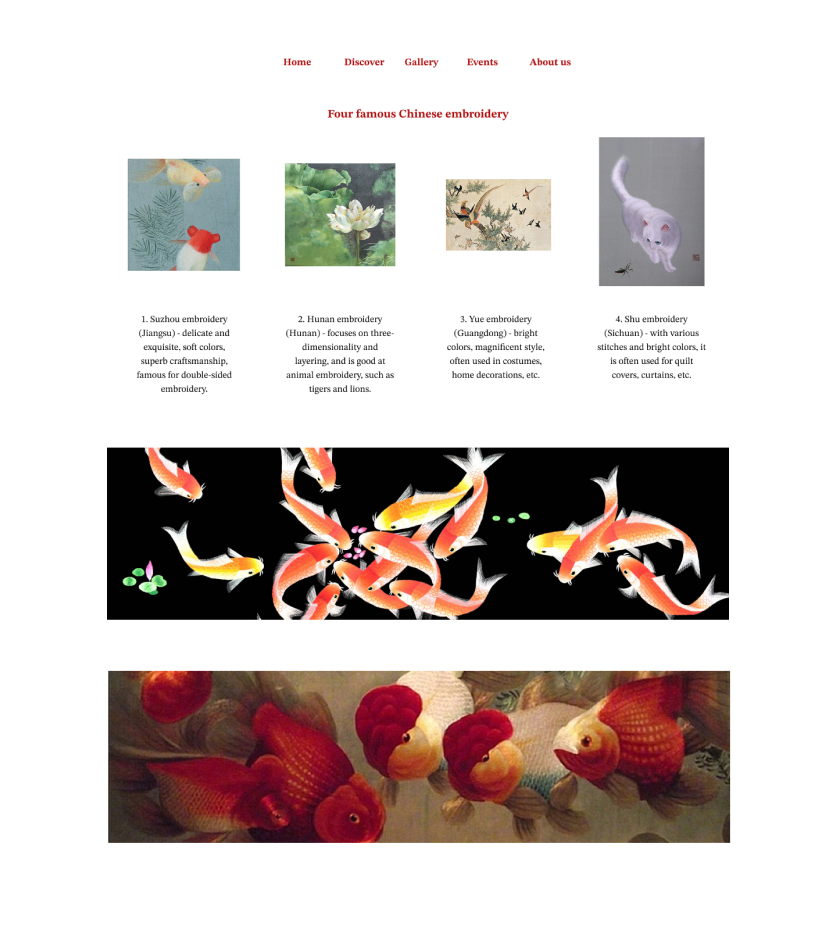 Home Discover Gallery Events About us
Four famous Chinese embroidery
1. Suzhou embroidery
(Jiangsu) - delicate and
exquisite, soft colors,
superb craftsmanship,
famous for double-sided
embroidery.
2. Hunan embroidery
(Hunan) - focuses on three-
dimensionality and
layering, and is good at
animal embroidery, such as
tigers and lions.
3. Yue embroidery
(Guangdong) - bright
colors, magnificent style,
often used in costumes,
home decorations, etc.
4. Shu embroidery
(Sichuan) - with various
stitches and bright colors, it
is often used for quilt
covers, curtains, etc.